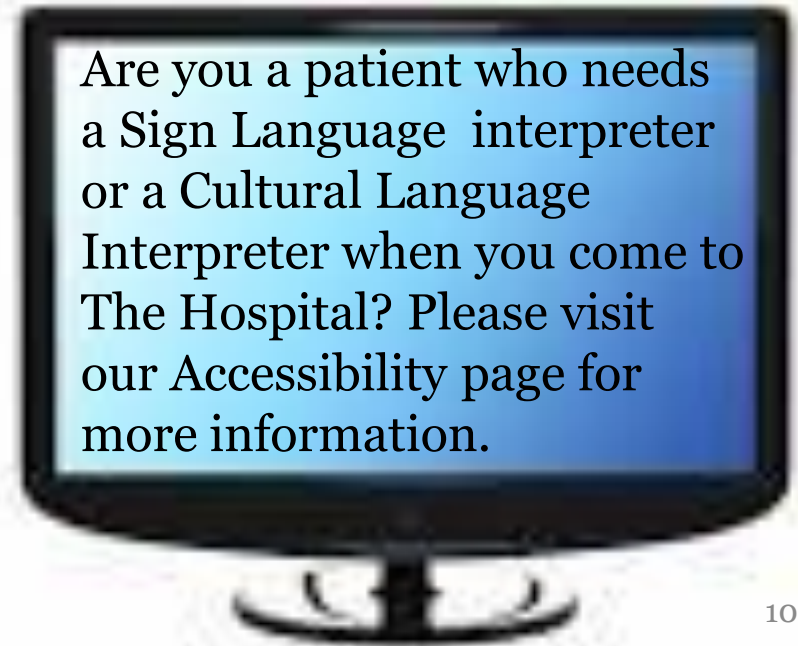 Are you a patient who needs
a Sign Language  interpreter
or a Cultural Language
Interpreter when you come to
The Hospital? Please visit
our Accessibility page for
more information.
10